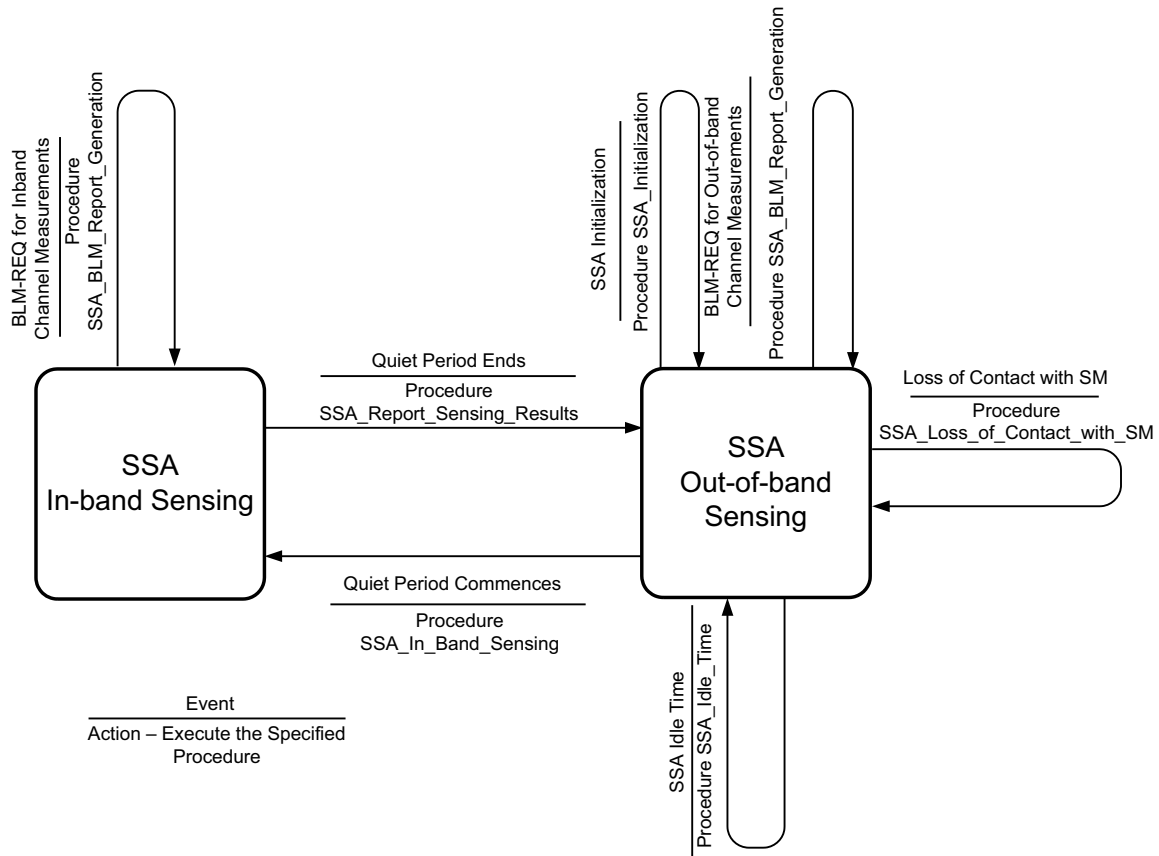 BLM-REQ for Inband
Channel Measurements
Procedure
SSA_BLM_Report_Generation
SSA Initialization
Procedure SSA_Initialization
BLM-REQ for Out-of-band
Channel Measurements
Procedure SSA_BLM_Report_Generation
Quiet Period Ends
Procedure
SSA_Report_Sensing_Results
Loss of Contact with SM
Procedure
SSA_Loss_of_Contact_with_SM
SSA
In-band Sensing
SSA
Out-of-band
Sensing
Quiet Period Commences
Procedure
SSA_In_Band_Sensing
SSA Idle Time
Procedure SSA_Idle_Time
Event
Action – Execute the Specified
Procedure